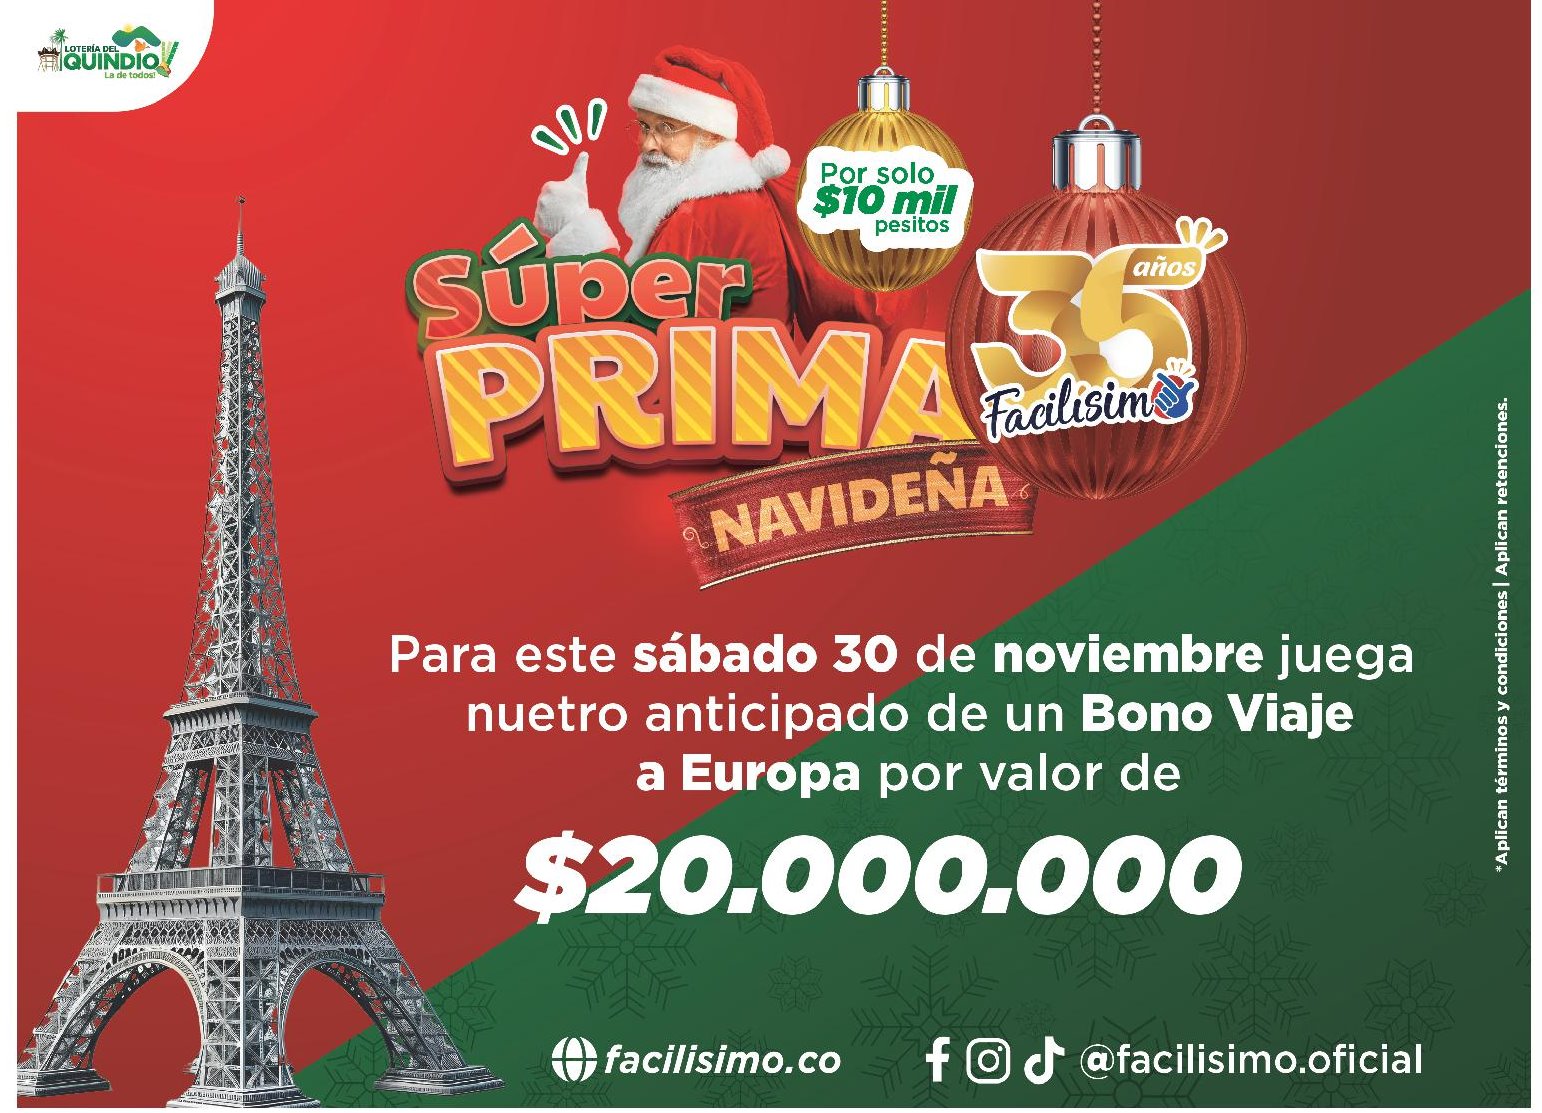 LOTERÍA DEL
QUINDIO
La de todos!
Por solo
$10 mil
pesitos
35 años
Facilísimo
Súper
PRIMA
NAVIDEÑA
Para este sábado 30 de noviembre juega
nuetro anticipado de un Bono Viaje
a Europa por valor de
$20.000.000
*Aplican términos y condiciones | Aplican retenciones.
facilisimo.co
@facilisimo.oficial